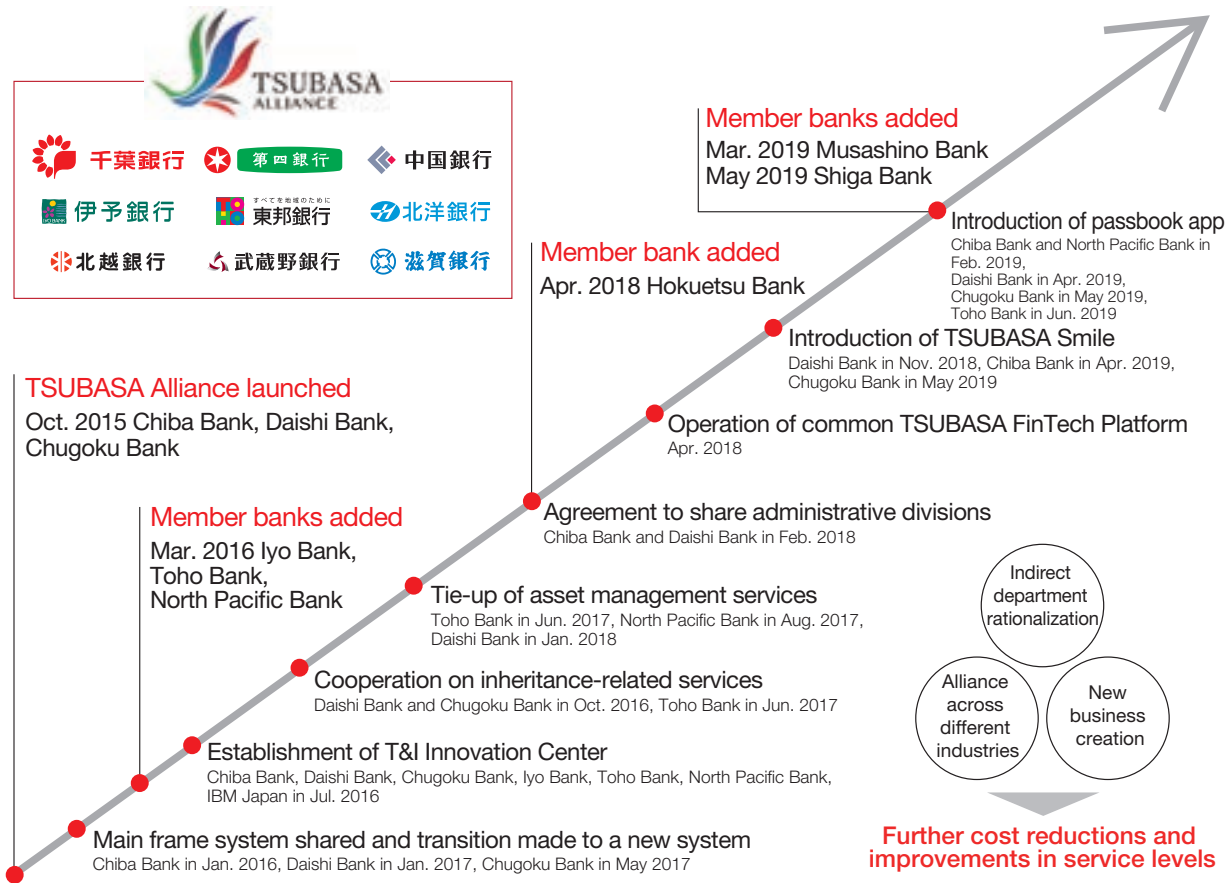 TSUBASA
ALLIANCE
千葉銀行
第四銀行
中国銀行
IYO BANK
伊予銀行
TOHO
すべてを地域のために
東邦銀行
北洋銀行
北越銀行
武蔵野銀行
滋賀銀行
Member banks added
Mar. 2019 Musashino Bank
May 2019 Shiga Bank
Introduction of passbook app
Chiba Bank and North Pacific Bank in
Feb. 2019,
Daishi Bank in Apr. 2019,
Chugoku Bank in May 2019,
Toho Bank in Jun. 2019
Member bank added
Apr. 2018 Hokuetsu Bank
Introduction of TSUBASA Smile
Daishi Bank in Nov. 2018, Chiba Bank in Apr. 2019,
Chugoku Bank in May 2019
TSUBASA Alliance launched
Oct. 2015 Chiba Bank, Daishi Bank,
Chugoku Bank
Operation of common TSUBASA FinTech Platform
Apr. 2018
Member banks added
Mar. 2016 Iyo Bank,
Toho Bank,
North Pacific Bank
Agreement to share administrative divisions
Chiba Bank and Daishi Bank in Feb. 2018
Tie-up of asset management services
Toho Bank in Jun. 2017, North Pacific Bank in Aug. 2017,
Daishi Bank in Jan. 2018
Cooperation on inheritance-related services
Daishi Bank and Chugoku Bank in Oct. 2016, Toho Bank in Jun. 2017
Establishment of T&I Innovation Center
Chiba Bank, Daishi Bank, Chugoku Bank, Iyo Bank, Toho Bank, North Pacific Bank,
IBM Japan in Jul. 2016
Main frame system shared and transition made to a new system
Chiba Bank in Jan. 2016, Daishi Bank in Jan. 2017, Chugoku Bank in May 2017
Indirect
department
rationalization
Alliance
across
different
industries
New
business
creation
Further cost reductions and
improvements in service levels